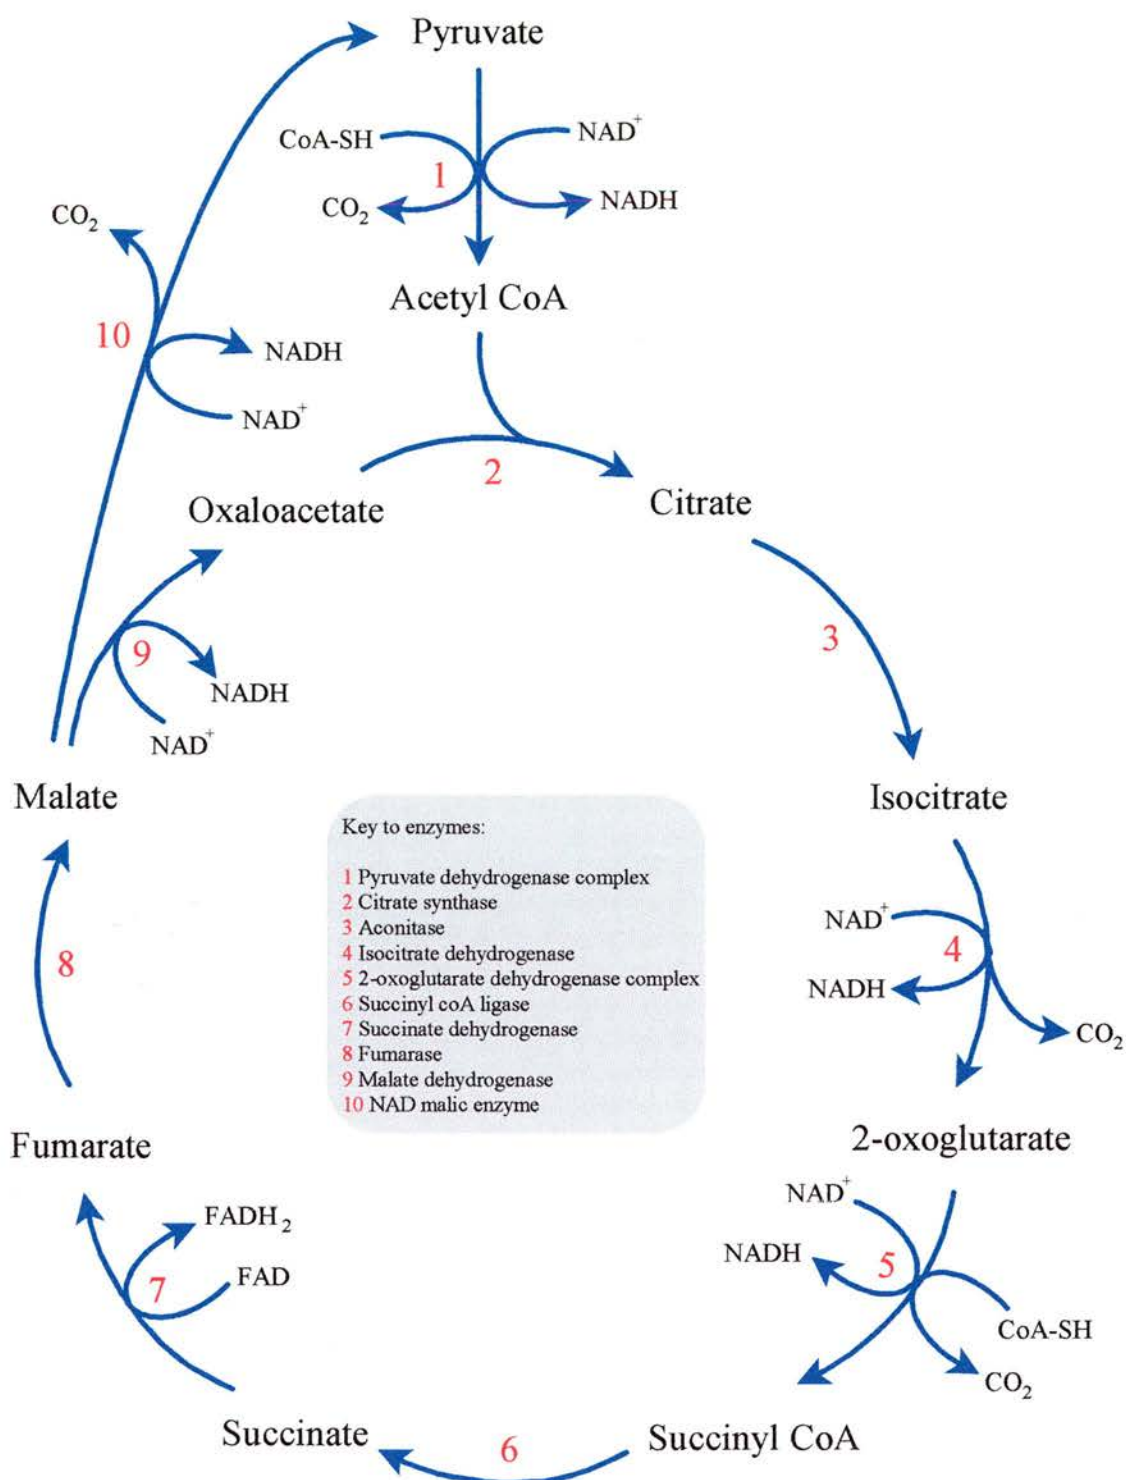 Pyruvate
CoA-SH
NAD⁺
1
CO₂
NADH
CO₂
Acetyl CoA
10
NADH
NAD⁺
2
Oxaloacetate
Citrate
3
9
NADH
NAD⁺
Malate
Isocitrate
Key to enzymes:
1 Pyruvate dehydrogenase complex
2 Citrate synthase
3 Aconitase
4 Isocitrate dehydrogenase
5 2-oxoglutarate dehydrogenase complex
6 Succinyl coA ligase
7 Succinate dehydrogenase
8 Fumarase
9 Malate dehydrogenase
10 NAD malic enzyme
NAD⁺
4
8
NADH
CO₂
Fumarate
2-oxoglutarate
NAD⁺
FADH₂
NADH
5
7
FAD
CoA-SH
CO₂
Succinate
6
Succinyl CoA